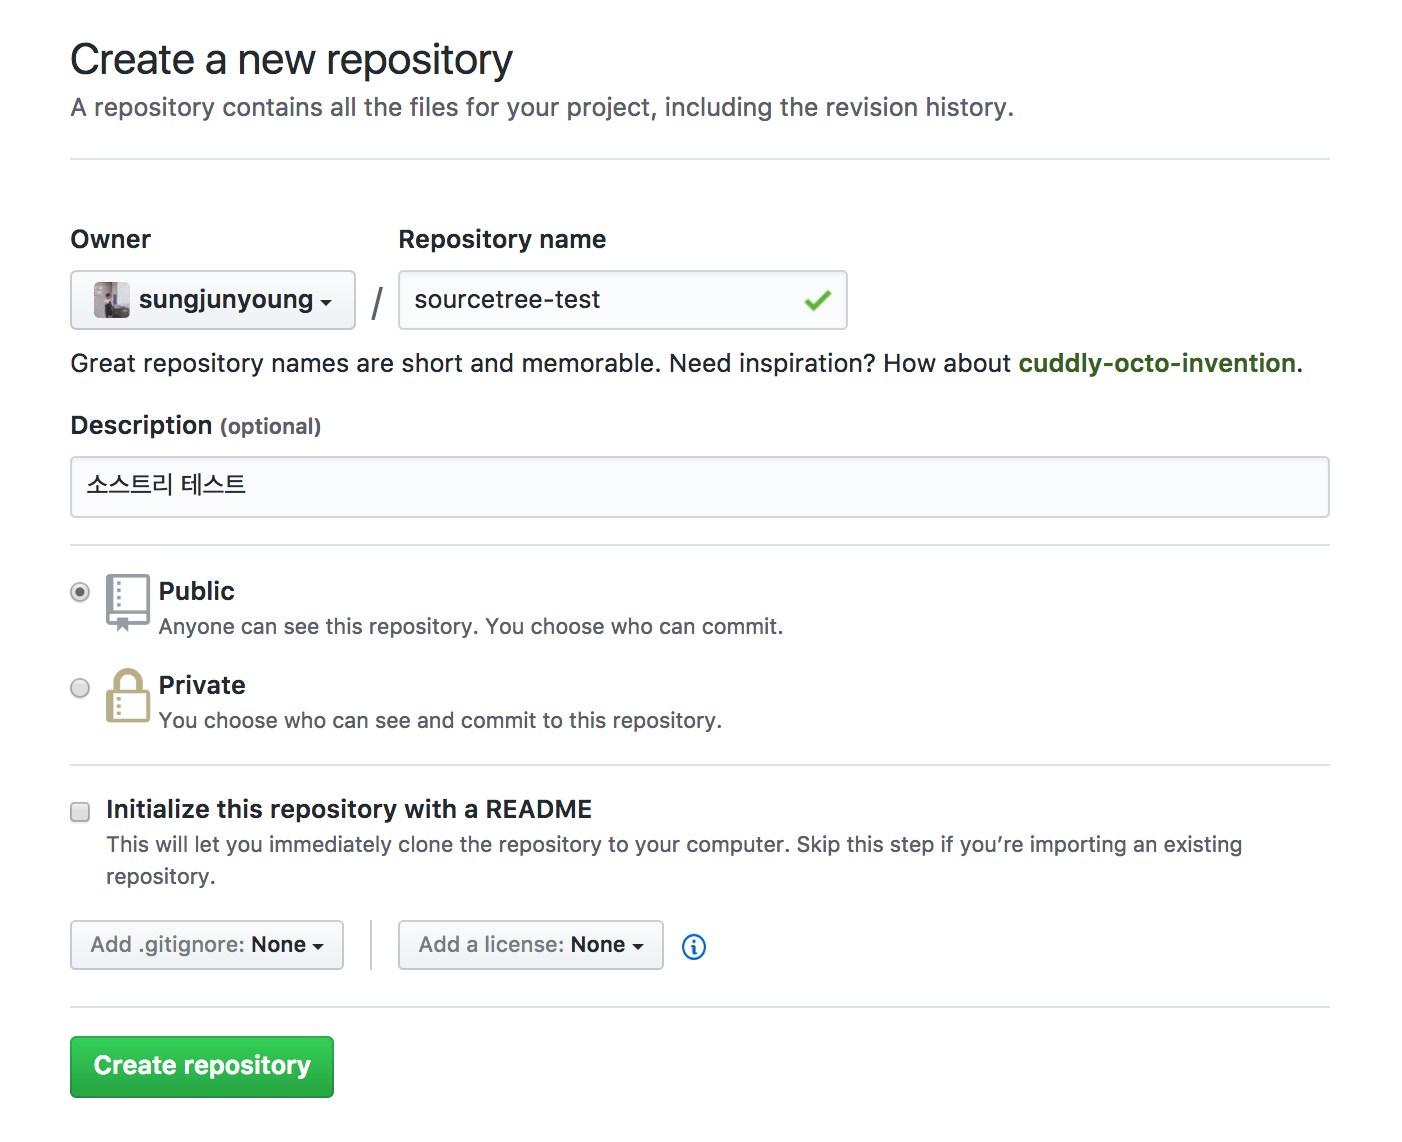 Create a new repository
A repository contains all the files for your project, including the revision history.
Owner
Repository name
sungjunyoung
/
sourcetree-test
Great repository names are short and memorable. Need inspiration? How about cuddly-octo-invention.
Description (optional)
소스트리 테스트
Public
Anyone can see this repository. You choose who can commit.
Private
You choose who can see and commit to this repository.
Initialize this repository with a README
This will let you immediately clone the repository to your computer. Skip this step if you’re importing an existing
repository.
Add .gitignore: None
Add a license: None
Create repository